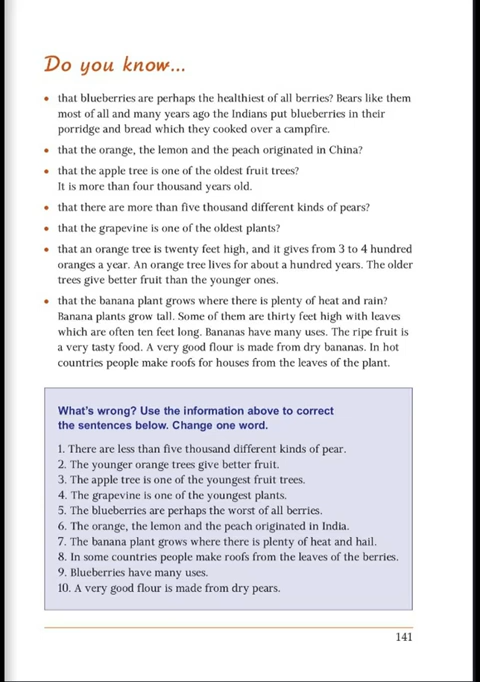 Do you know...
• that blueberries are perhaps the healthiest of all berries? Bears like them
most of all and many years ago the Indians put blueberries in their
porridge and bread which they cooked over a campfire.
• that the orange, the lemon and the peach originated in China?
• that the apple tree is one of the oldest fruit trees?
It is more than four thousand years old.
• that there are more than five thousand different kinds of pears?
• that the grapevine is one of the oldest plants?
• that an orange tree is twenty feet high, and it gives from 3 to 4 hundred
oranges a year. An orange tree lives for about a hundred years. The older
trees give better fruit than the younger ones.
• that the banana plant grows where there is plenty of heat and rain?
Banana plants grow tall. Some of them are thirty feet high with leaves
which are often ten feet long. Bananas have many uses. The ripe fruit is
a very tasty food. A very good flour is made from dry bananas. In hot
countries people make roofs for houses from the leaves of the plant.
What's wrong? Use the information above to correct
the sentences below. Change one word.
1. There are less than five thousand different kinds of pear.
2. The younger orange trees give better fruit.
3. The apple tree is one of the youngest fruit trees.
4. The grapevine is one of the youngest plants.
5. The blueberries are perhaps the worst of all berries.
6. The orange, the lemon and the peach originated in India.
7. The banana plant grows where there is plenty of heat and hail.
8. In some countries people make roofs from the leaves of the berries.
9. Blueberries have many uses.
10. A very good flour is made from dry pears.
141